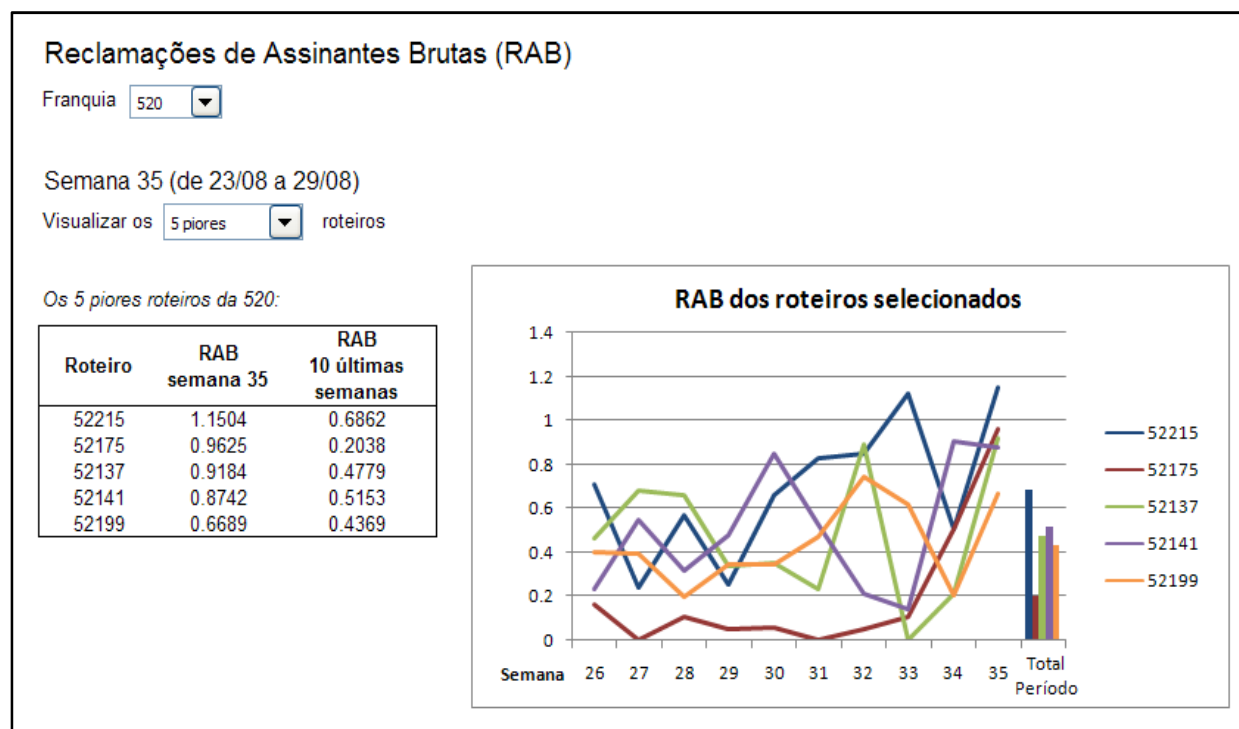 Reclamações de Assinantes Brutas (RAB)
Franquia 520
Semana 35 (de 23/08 a 29/08)
Visualizar os 5 piores roteiros
Os 5 piores roteiros da 520:
Roteiro RAB semana 35 RAB 10 últimas semanas
52215 1.1504 0.6862
52175 0.9625 0.2038
52137 0.9184 0.4779
52141 0.8742 0.5153
52199 0.6689 0.4369
RAB dos roteiros selecionados
1.4
1.2
1
0.8
0.6
0.4
0.2
0
Semana 26 27 28 29 30 31 32 33 34 35 Total Período
52215
52175
52137
52141
52199